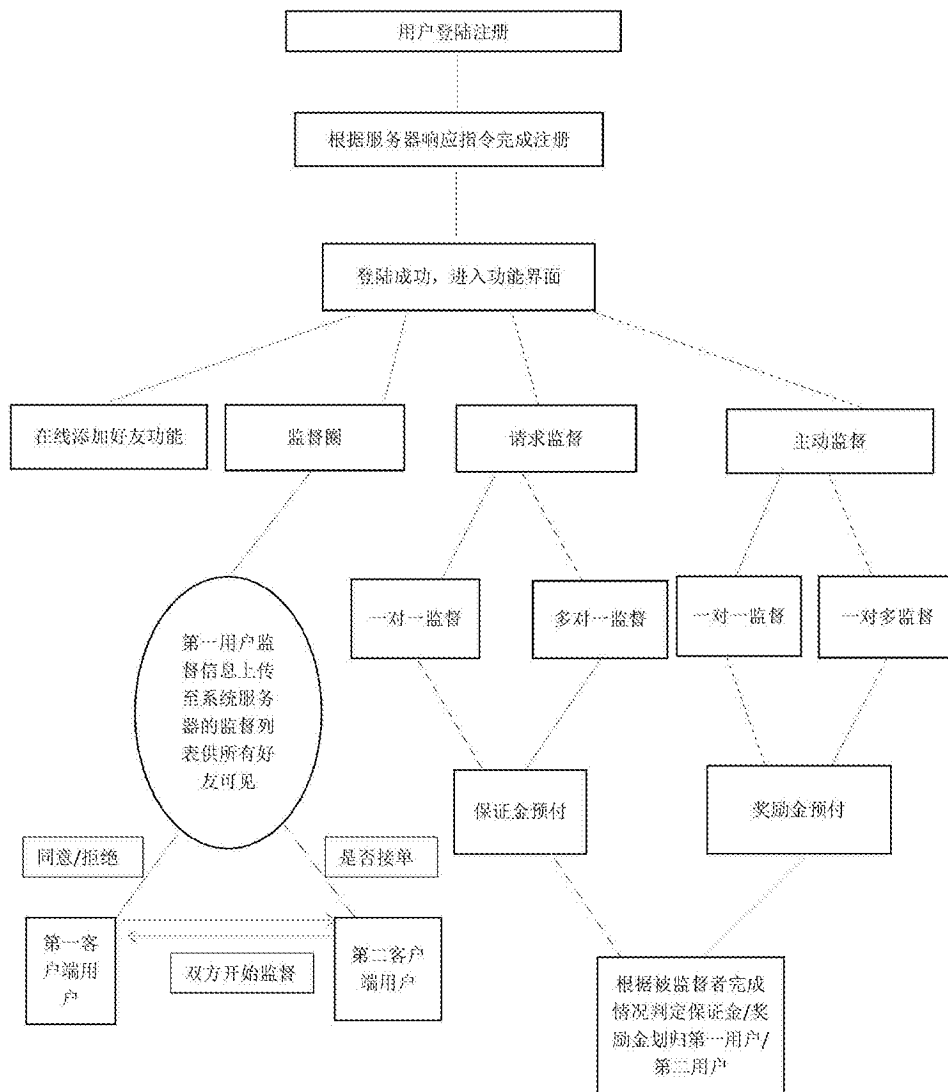 用户登陆注册
根据服务器响应指令完成注册
登陆成功，进入功能界面
在线添加好友功能
监督圈
请求监督
主动监督
一对一监督
多对一监督
一对一监督
一对多监督
第一用户监
督信息上传
至系统服务
器的监督列
表供所有好
友可见
保证金预付
奖励金预付
同意/拒绝
是否接单
第一客
户端用
户
双方开始监督
第二客户
端用户
根据被监督者完成
情况判定保证金/奖
励金划归第一用户/
第二用户